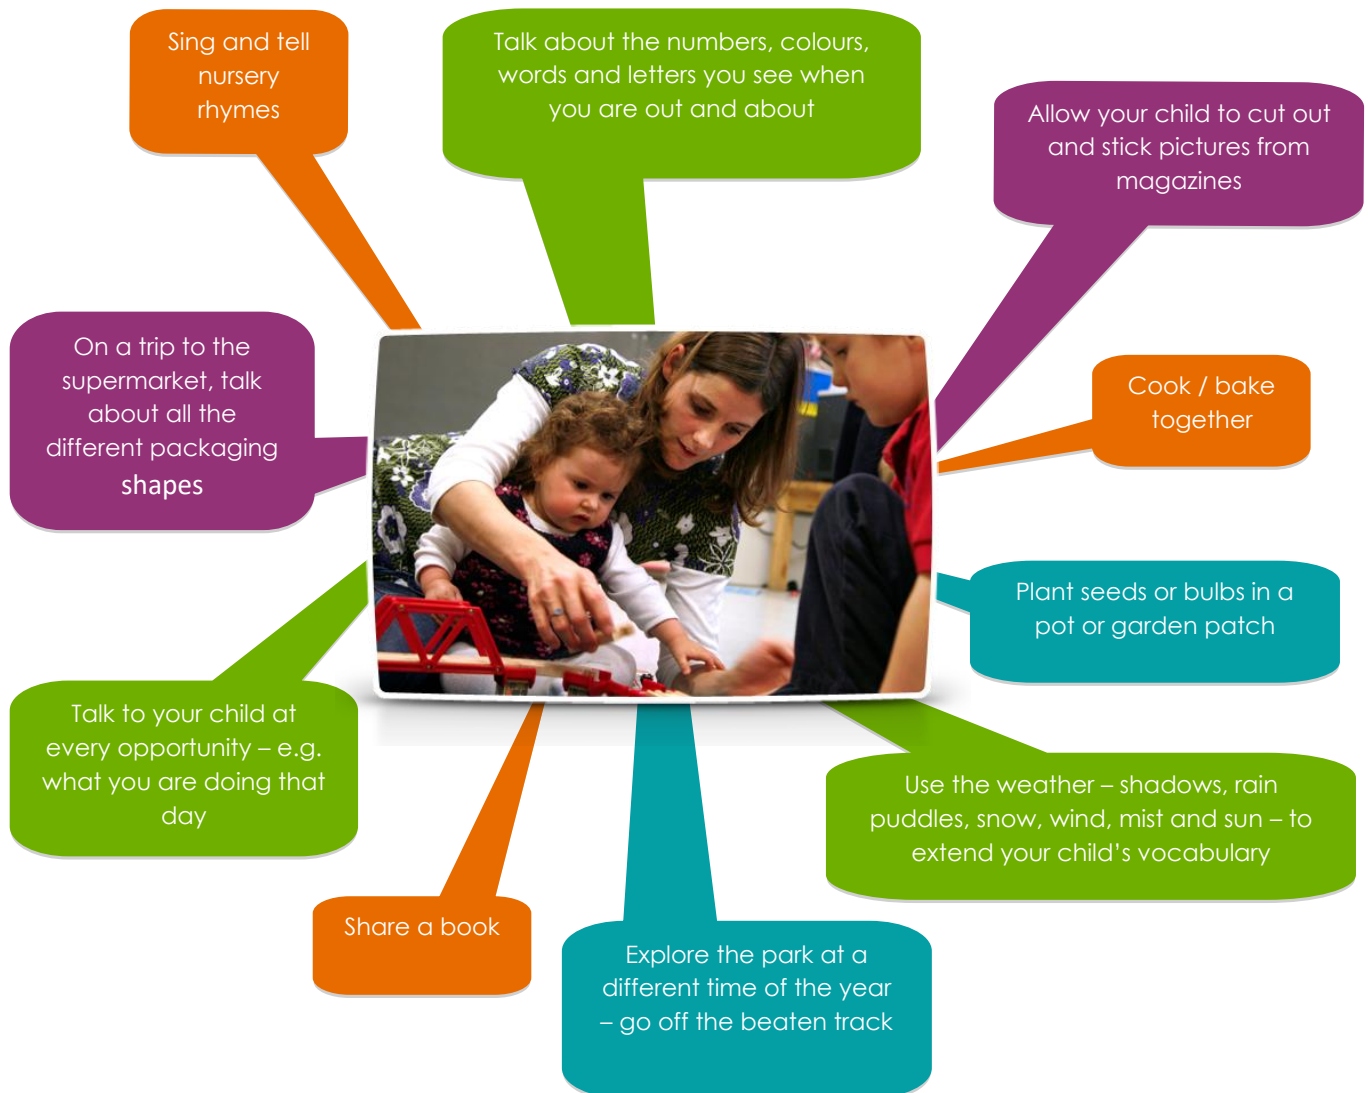 Sing and tell
nursery
rhymes
Talk about the numbers, colours,
words and letters you see when
you are out and about
Allow your child to cut out
and stick pictures from
magazines
On a trip to the
supermarket, talk
about all the
different packaging
shapes
Cook / bake
together
Plant seeds or bulbs in a
pot or garden patch
Talk to your child at
every opportunity – e.g.
what you are doing that
day
Use the weather – shadows, rain
puddles, snow, wind, mist and sun – to
extend your child’s vocabulary
Share a book
Explore the park at a
different time of the year
– go off the beaten track